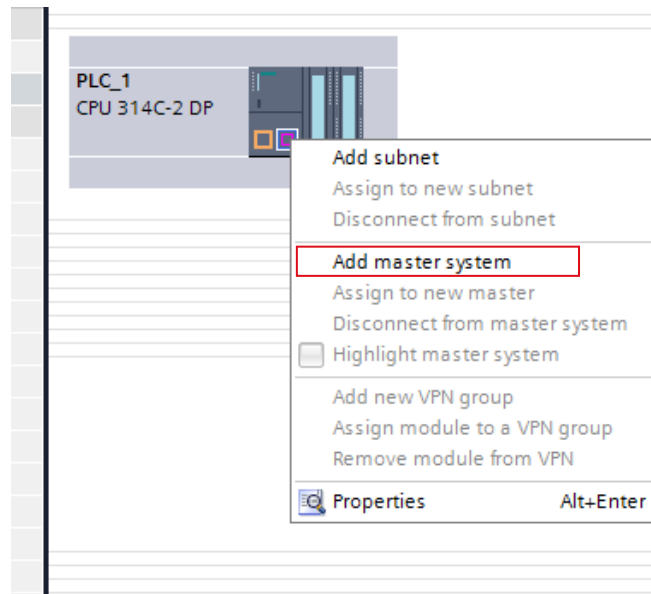 PLC_1
CPU 314C-2 DP
Add subnet
Assign to new subnet
Disconnect from subnet
Add master system
Assign to new master
Disconnect from master system
Highlight master system
Add new VPN group
Assign module to a VPN group
Remove module from VPN
Properties Alt+Enter